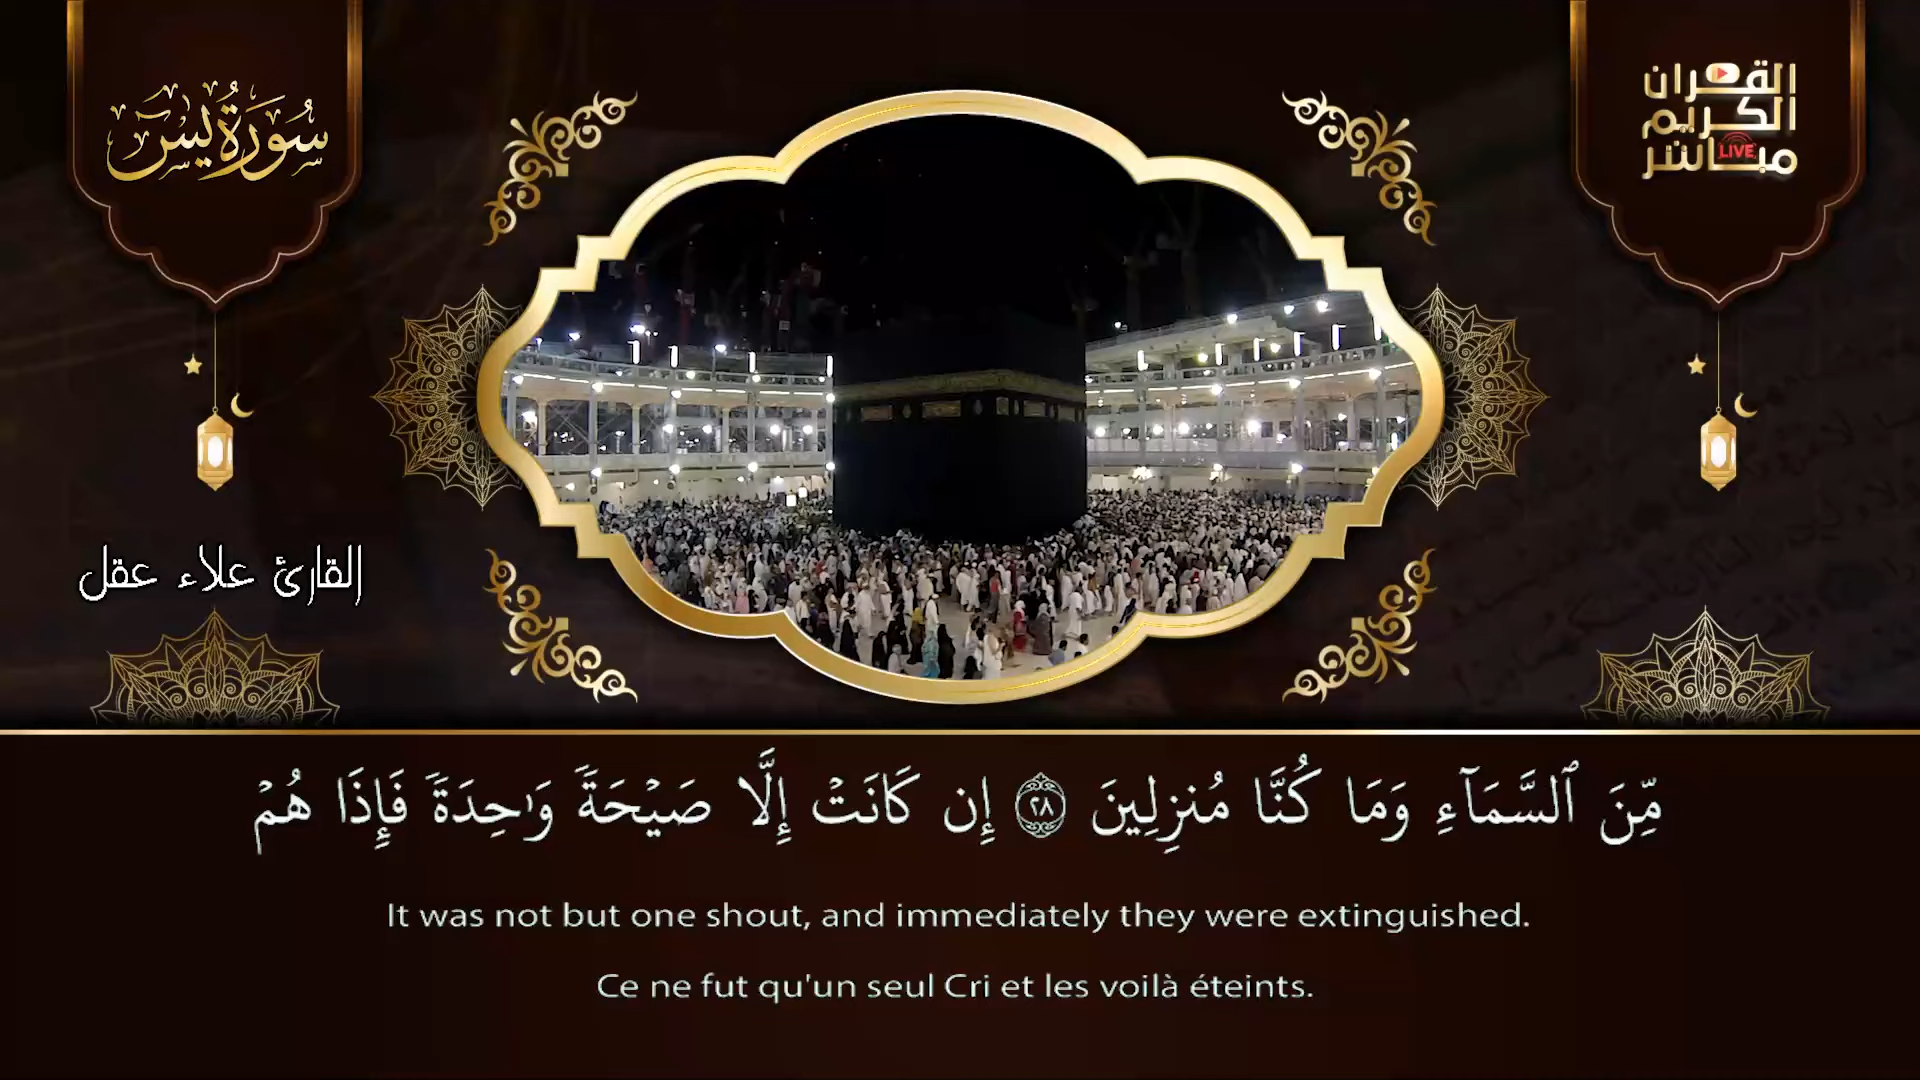 سُورَةُ يسٓ
القرآن
الكريم
مباشر
LIVE
القارئ علاء عقل
مِّنَ ٱلسَّمَآءِ وَمَا كُنَّا مُنزِلِينَ ٢٨ إِن كَانَتْ إِلَّا صَيْحَةً وَٰحِدَةً فَإِذَا هُمْ
It was not but one shout, and immediately they were extinguished.
Ce ne fut qu'un seul Cri et les voilà éteints.